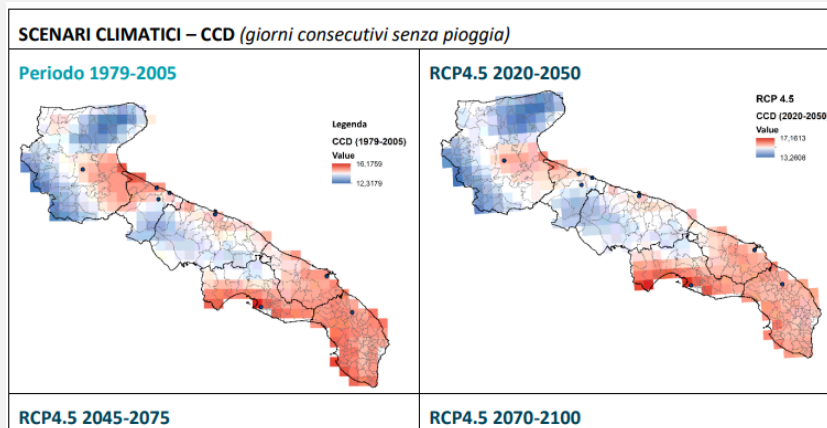 SCENARI CLIMATICI – CCD (giorni consecutivi senza pioggia)
Periodo 1979-2005
Legenda
CCD (1979-2005)
Value
16,1759
12,3179
RCP4.5 2020-2050
RCP 4.5
CCD (2020-2050)
Value
17,1613
13,2608
RCP4.5 2045-2075
RCP4.5 2070-2100